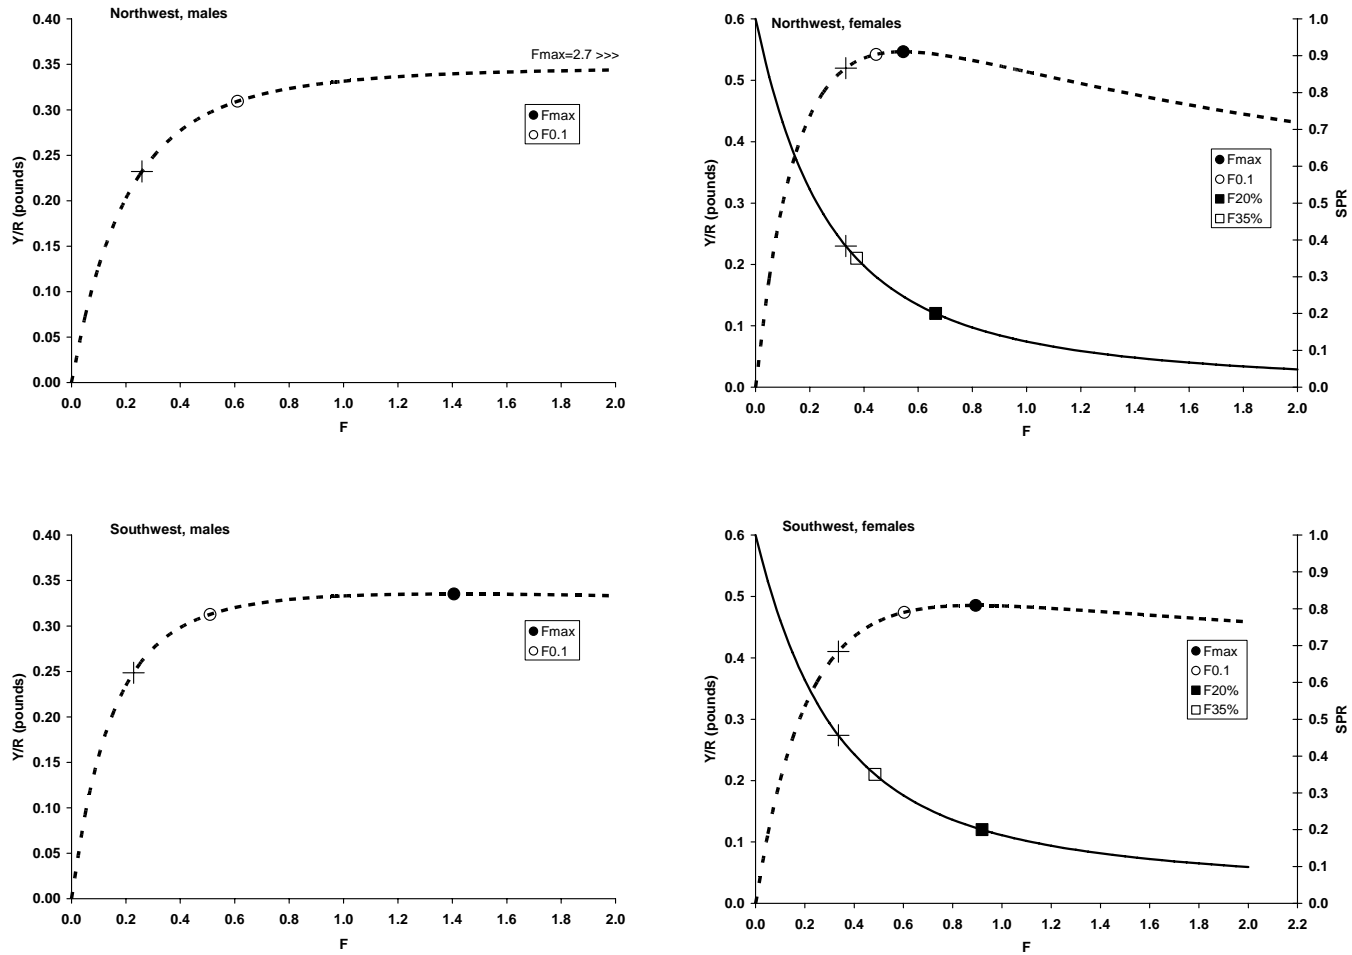 Northwest, males
0.40
0.35
0.30
0.25
0.20
0.15
0.10
0.05
0.00
Y/R (pounds)
Fmax=2.7 >>>
Fmax
F0.1
0.0 0.2 0.4 0.6 0.8 1.0 1.2 1.4 1.6 1.8 2.0
F
Northwest, females
0.6
0.5
0.4
0.3
0.2
0.1
0.0
Y/R (pounds)
Fmax
F0.1
F20%
F35%
1.0
0.9
0.8
0.7
0.6
0.5
0.4
0.3
0.2
0.1
0.0
SPR
0.0 0.2 0.4 0.6 0.8 1.0 1.2 1.4 1.6 1.8 2.0
F
Southwest, males
0.40
0.35
0.30
0.25
0.20
0.15
0.10
0.05
0.00
Y/R (pounds)
Fmax
F0.1
0.0 0.2 0.4 0.6 0.8 1.0 1.2 1.4 1.6 1.8 2.0
F
Southwest, females
0.6
0.5
0.4
0.3
0.2
0.1
0.0
Y/R (pounds)
Fmax
F0.1
F20%
F35%
1.0
0.9
0.8
0.7
0.6
0.5
0.4
0.3
0.2
0.1
0.0
SPR
0.0 0.2 0.4 0.6 0.8 1.0 1.2 1.4 1.6 1.8 2.0 2.2
F